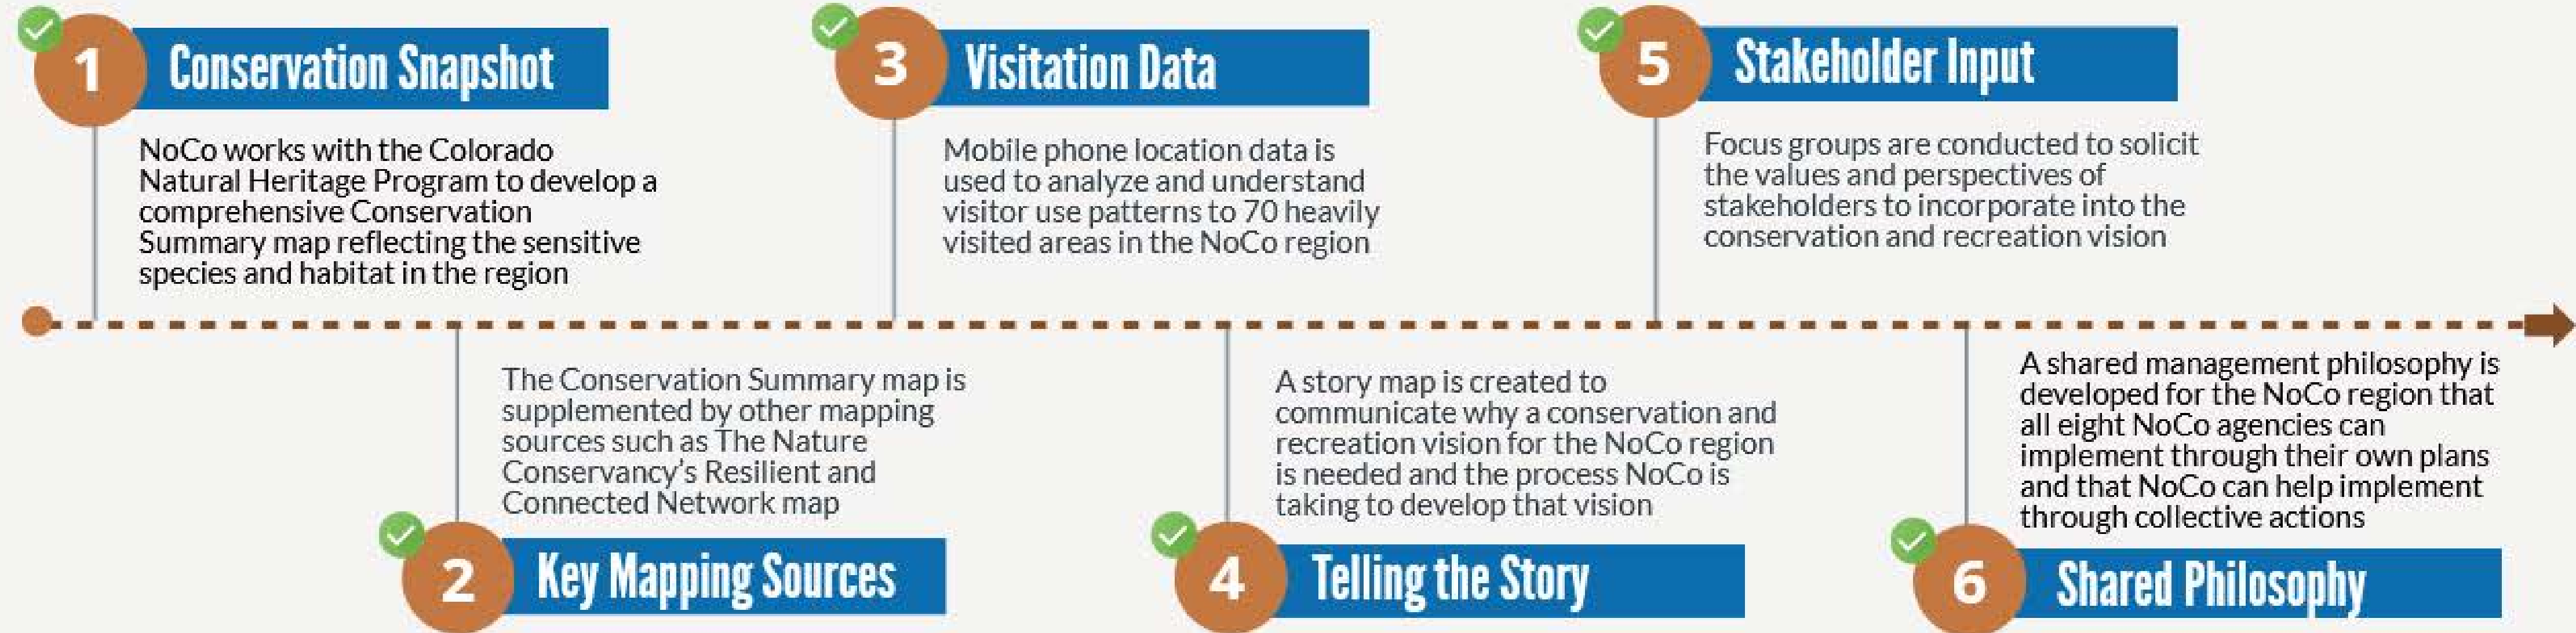 1
Conservation Snapshot
NoCo works with the Colorado
Natural Heritage Program to develop a
comprehensive Conservation
Summary map reflecting the sensitive
species and habitat in the region
The Conservation Summary map is
supplemented by other mapping
sources such as The Nature
Conservancy's Resilient and
Connected Network map
2
Key Mapping Sources
3
Visitation Data
Mobile phone location data is
used to analyze and understand
visitor use patterns to 70 heavily
visited areas in the NoCo region
A story map is created to
communicate why a conservation and
recreation vision for the NoCo region
is needed and the process NoCo is
taking to develop that vision
4
Telling the Story
5
Stakeholder Input
Focus groups are conducted to solicit
the values and perspectives of
stakeholders to incorporate into the
conservation and recreation vision
A shared management philosophy is
developed for the NoCo region that
all eight NoCo agencies can
implement through their own plans
and that NoCo can help implement
through collective actions
6
Shared Philosophy